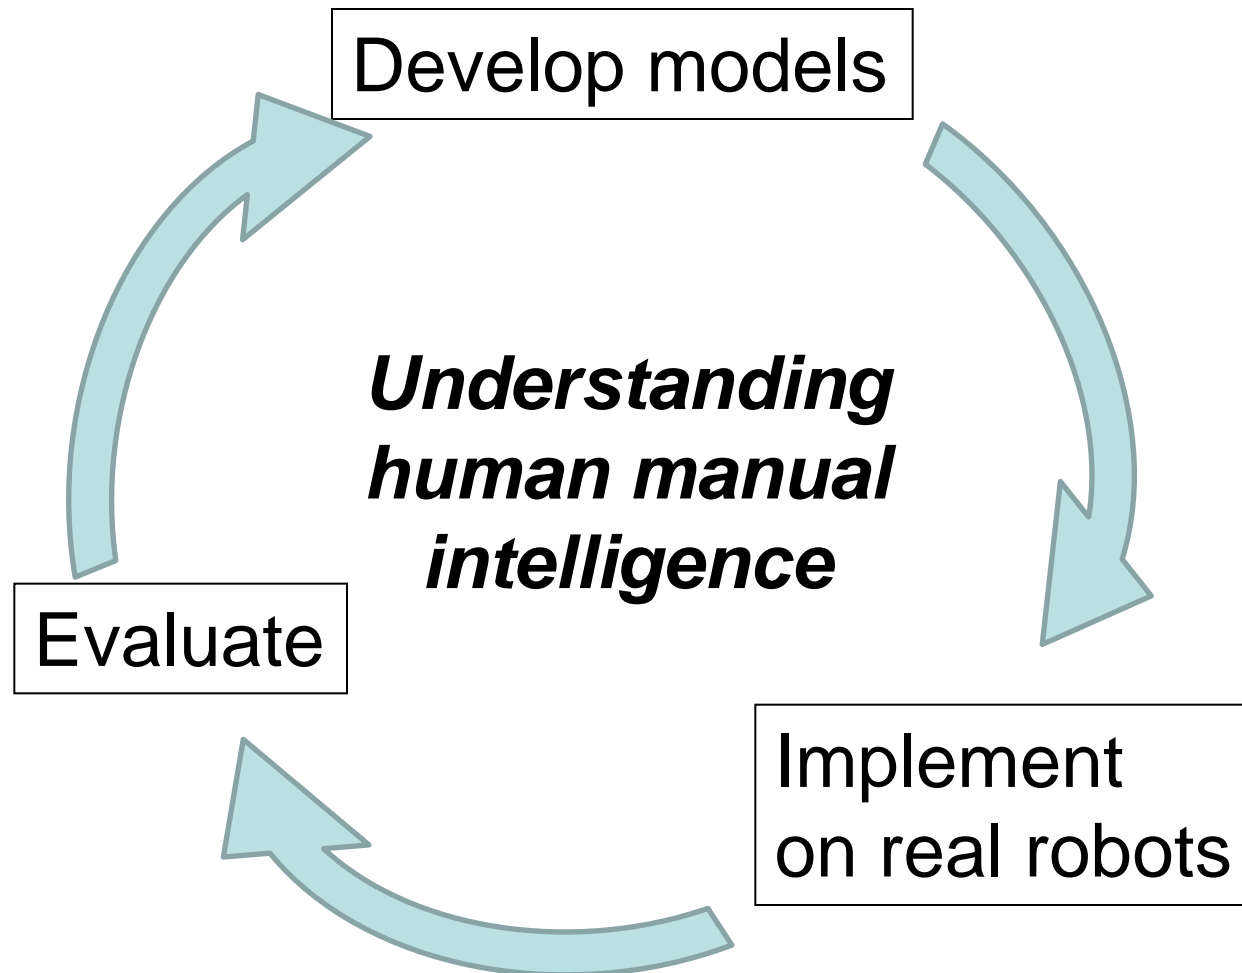 Develop models
Understanding
human manual
intelligence
Evaluate
Implement
on real robots